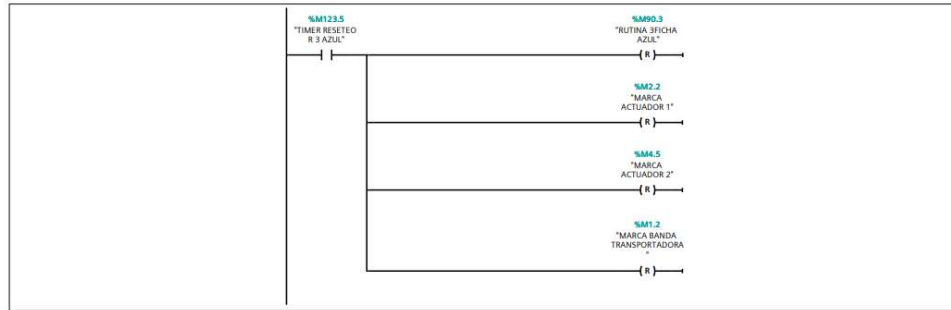 %M123.5
"TIMER RESETEO
R 3 AZUL"
%M90.3
"RUTINA 3FICHA
AZUL"
R
%M2.2
"MARCA
ACTUADOR 1"
R
%M4.5
"MARCA
ACTUADOR 2"
R
%M1.2
"MARCA BANDA
TRANSPORTADORA
"
R